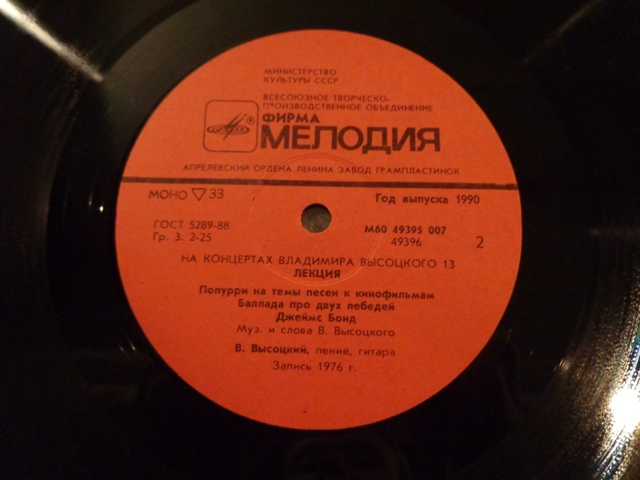 МИНИСТЕРСТВО
КУЛЬТУРЫ СССР
ВСЕСОЮЗНОЕ ТВОРЧЕСКО-
ПРОИЗВОДСТВЕННОЕ ОБЪЕДИНЕНИЕ
ФИРМА
МЕЛОДИЯ
АПРЕЛЕВСКИЙ ОРДЕНА ЛЕНИНА ЗАВОД ГРАМПЛАСТИНОК
МОНО ▽ 33
Год выпуска 1990
ГОСТ 5289-88
Гр. 3. 2-25
М60 49395 007
49396
2
НА КОНЦЕРТАХ ВЛАДИМИРА ВЫСОЦКОГО 13
ЛЕКЦИЯ
Попурри на темы песен к кинофильмам
Баллада про двух лебедей
Джеймс Бонд
Муз. и слова В. Высоцкого
В. Высоцкий, пение, гитара
Запись 1976 г.